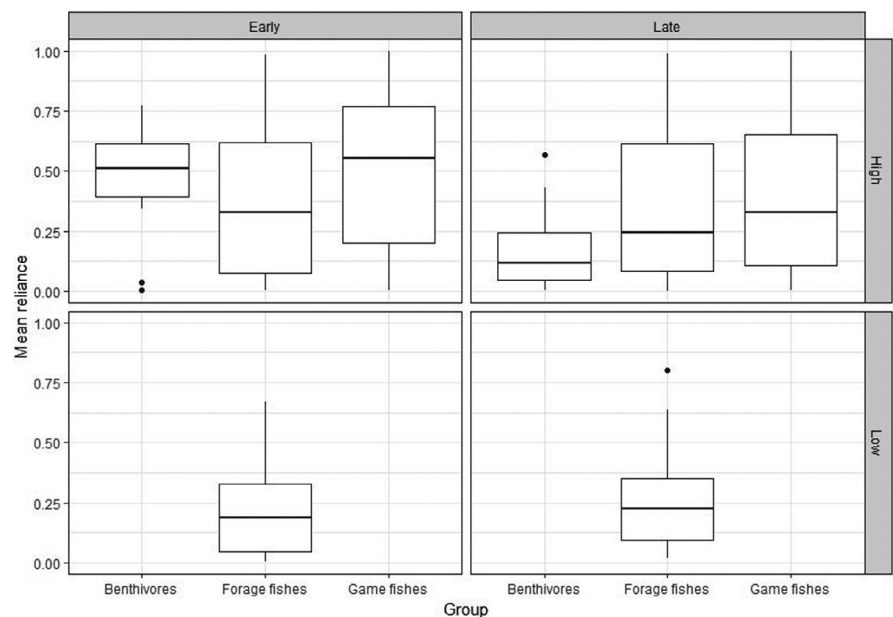 Early Late
1.00
0.75
0.50
0.25
0.00
High
Mean reliance
1.00
0.75
0.50
0.25
0.00
Low
Benthivores Forage fishes Game fishes Benthivores Forage fishes Game fishes
Group